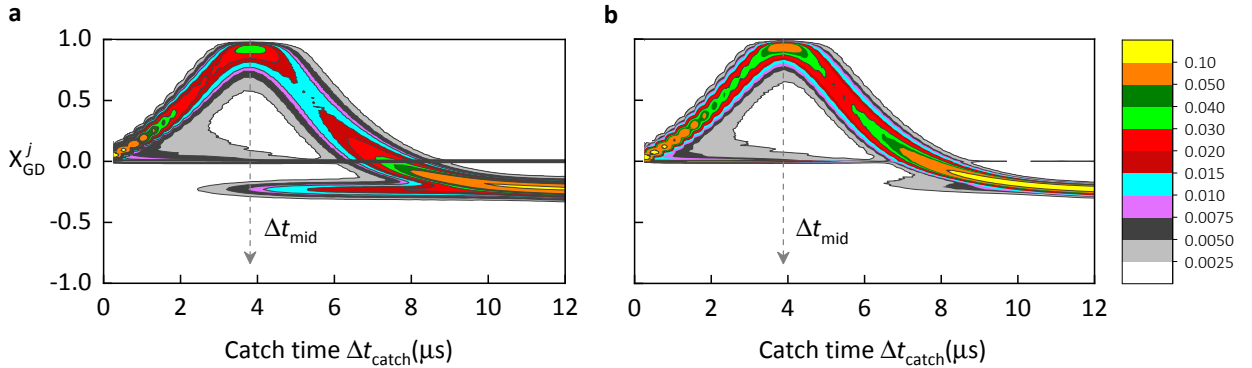 a
b
1.0
0.5
0.0
-0.5
-1.0
X^j_GD
Δt_mid
0 2 4 6 8 10 12
Catch time Δt_catch(μs)
Δt_mid
0 2 4 6 8 10 12
Catch time Δt_catch(μs)
0.10
0.050
0.040
0.030
0.020
0.015
0.010
0.0075
0.0050
0.0025